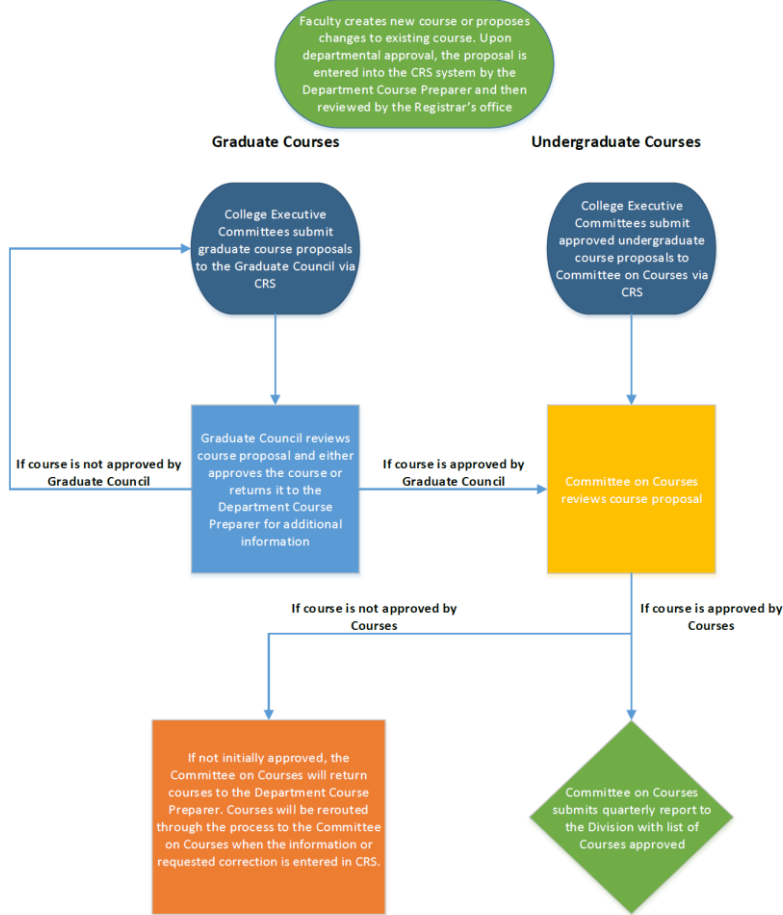 Faculty creates new course or proposes
changes to existing course. Upon
departmental approval, the proposal is
entered into the CRS system by the
Department Course Preparer and then
reviewed by the Registrar's office
Graduate Courses
Undergraduate Courses
College Executive
Committees submit
graduate course proposals
to the Graduate Council via
CRS
College Executive
Committees submit
approved undergraduate
course proposals to
Committee on Courses via
CRS
If course is not approved by
Graduate Council
Graduate Council reviews
course proposal and either
approves the course or
returns it to the
Department Course
Preparer for additional
information
If course is approved by
Graduate Council
Committee on Courses
reviews course proposal
If course is not approved by
Courses
If course is approved by
Courses
If not initially approved, the
Committee on Courses will return
courses to the Department Course
Preparer. Courses will be rerouted
through the process to the Committee
on Courses when the information or
requested correction is entered in CRS.
Committee on Courses
submits quarterly report to
the Division with list of
Courses approved